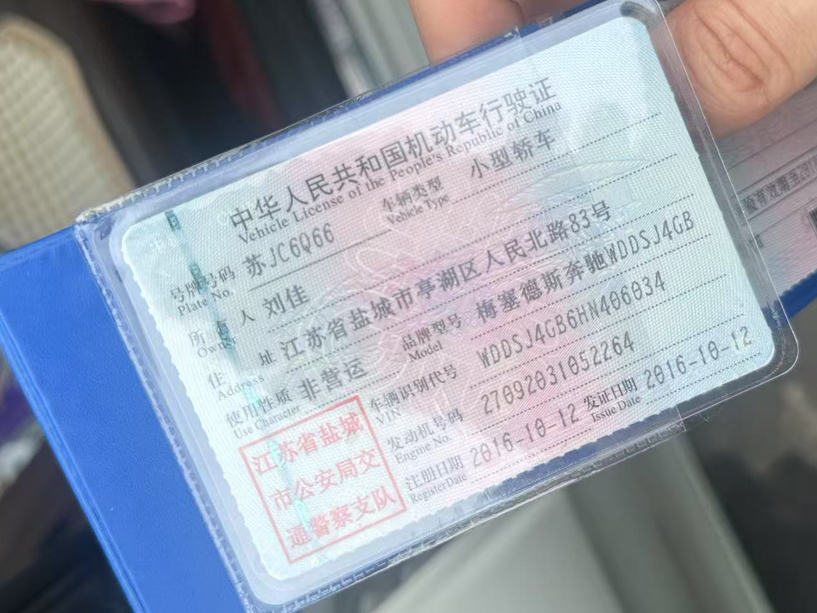 中华人民共和国机动车行驶证
Vehicle License of the People's Republic of China
号牌号码 苏JC6Q66 车辆类型 小型轿车
Plate No. Vehicle Type
所有人 刘佳
Owner
住址 江苏省盐城市亭湖区人民北路83号
Address
使用性质 非营运 品牌型号 梅塞德斯奔驰WDDSJ4GB
Use Character Model
车辆识别代号 WDDSJ4GB6HN406034
VIN
发动机号码 27092031052264
Engine No.
注册日期 2016-10-12 发证日期 2016-10-12
Register Date Issue Date
江苏省盐城
市公安局交
通警察支队